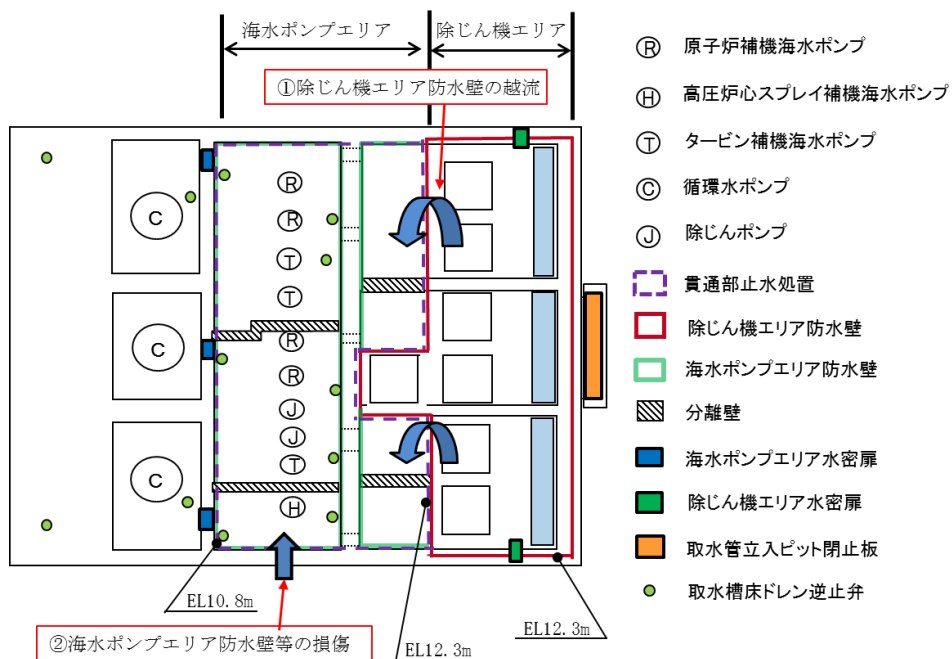 海水ポンプエリア
除じん機エリア
①除じん機エリア防水壁の越流
C
C
C
R
R
T
T
R
R
J
J
T
H
EL10.8m
②海水ポンプエリア防水壁等の損傷
EL12.3m
EL12.3m
R 原子炉補機海水ポンプ
H 高圧炉心スプレイ補機海水ポンプ
T タービン補機海水ポンプ
C 循環水ポンプ
J 除じんポンプ
貫通部止水処置
除じん機エリア防水壁
海水ポンプエリア防水壁
分離壁
海水ポンプエリア水密扉
除じん機エリア水密扉
取水管立入ピット閉止板
取水槽床ドレン逆止弁